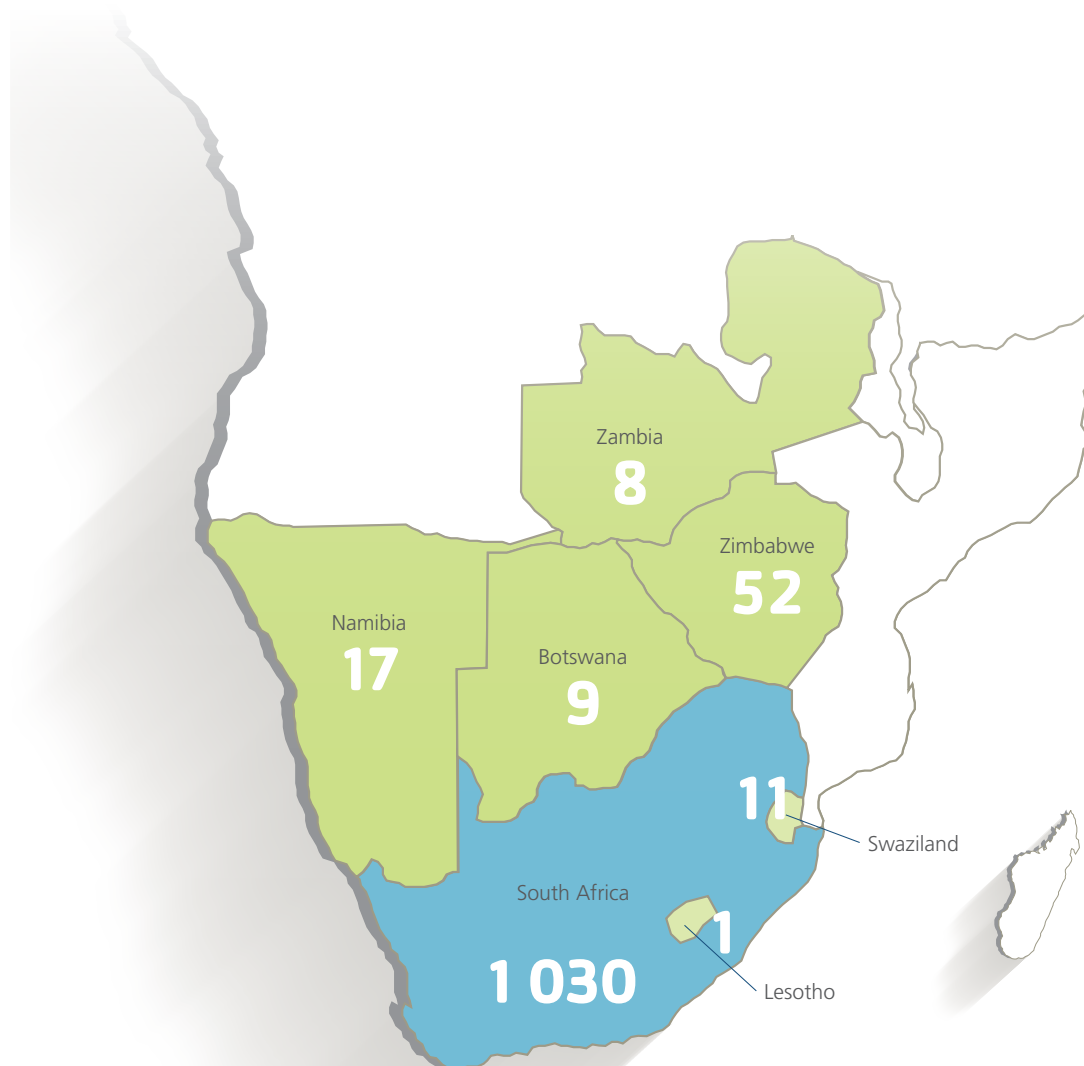 Zambia
8
Zimbabwe
52
Namibia
17
Botswana
9
11
Swaziland
South Africa
1
1 030
Lesotho